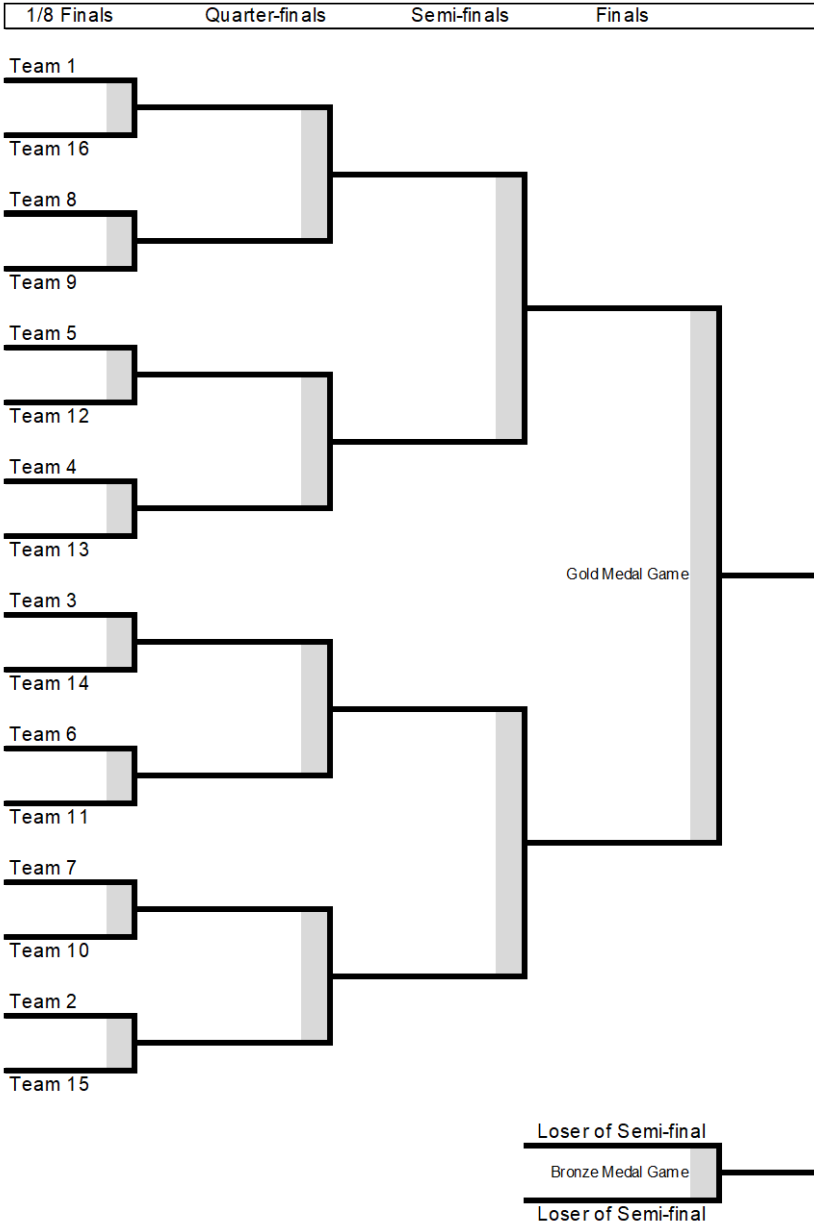 1/8 Finals Quarter-finals Semi-finals Finals
Team 1
Team 16
Team 8
Team 9
Team 5
Team 12
Team 4
Team 13
Gold Medal Game
Team 3
Team 14
Team 6
Team 11
Team 7
Team 10
Team 2
Team 15
Loser of Semi-final
Bronze Medal Game
Loser of Semi-final